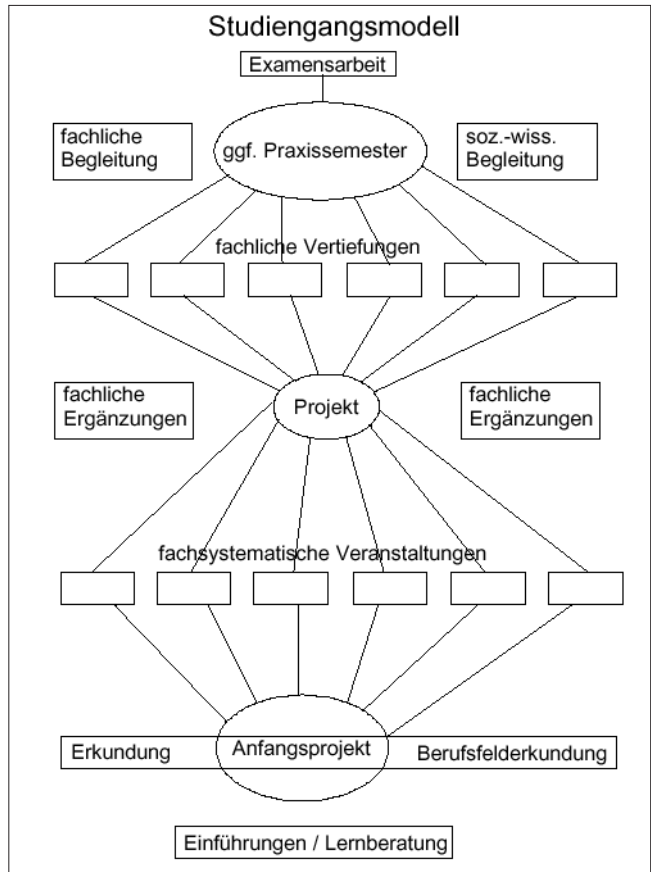 Studiengangsmodell
Examensarbeit
fachliche
Begleitung
ggf. Praxissemester
soz.-wiss.
Begleitung
fachliche Vertiefungen
fachliche
Ergänzungen
Projekt
fachliche
Ergänzungen
fachsystematische Veranstaltungen
Erkundung
Anfangsprojekt
Berufsfelderkundung
Einführungen / Lernberatung